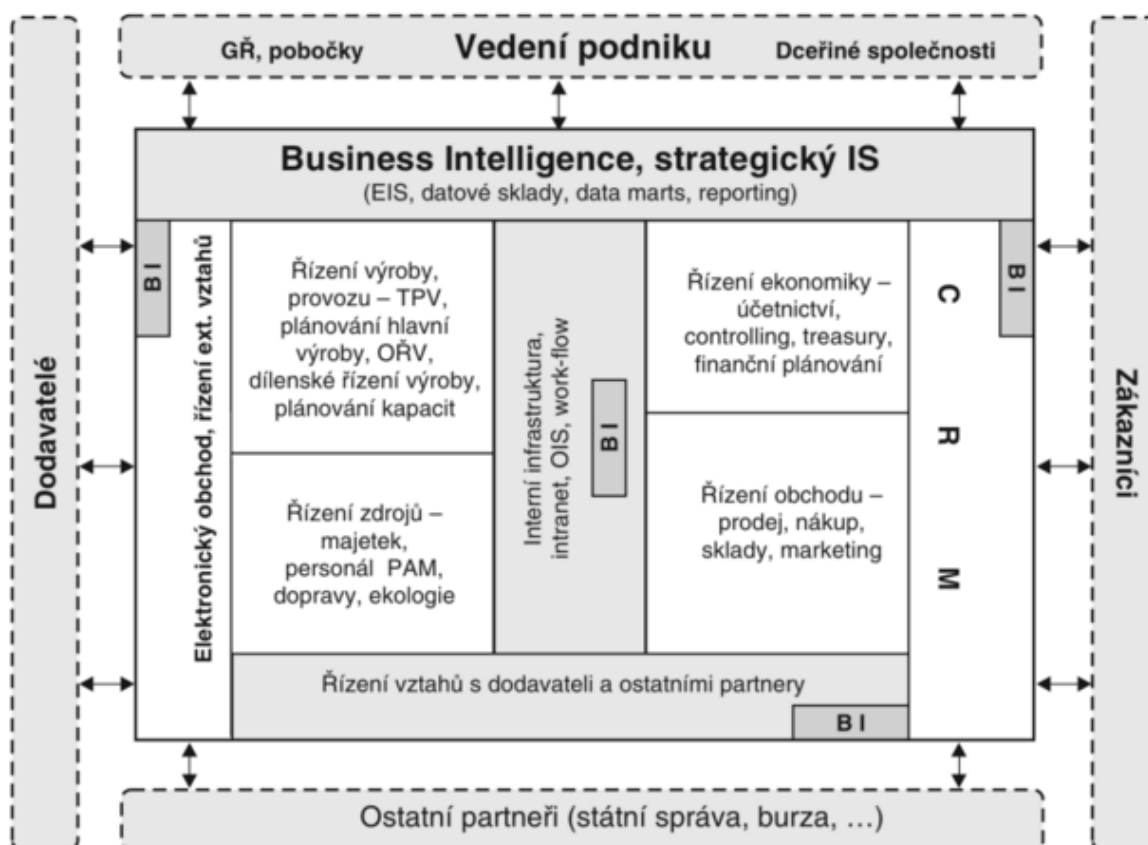 GŘ, pobočky
Vedení podniku
Dceřiné společnosti
Business Intelligence, strategický IS
(EIS, datové sklady, data marts, reporting)
Dodavatelé
B I
Elektronický obchod, řízení ext. vztahů
Řízení výroby,
provozu – TPV,
plánování hlavní
výroby, OŘV,
dílenské řízení výroby,
plánování kapacit
Řízení zdrojů –
majetek,
personál PAM,
dopravy, ekologie
Interní infrastruktura,
intranet, OIS, work-flow
B I
Řízení ekonomiky –
účetnictví,
controlling, treasury,
finanční plánování
Řízení obchodu –
prodej, nákup,
sklady, marketing
C R M
B I
Zákazníci
Řízení vztahů s dodavateli a ostatními partnery
B I
Ostatní partneři (státní správa, burza, …)